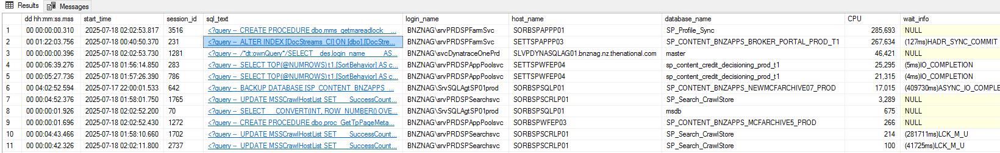 Results Messages
dd hh:mm:ss.mss start_time session_id sql_text login_name host_name database_name CPU wait_info
1 00 00:00:00.310 2025-07-18 02:02:53.817 3516 <?query -- CREATE PROCEDURE dbo.mms_getmareadlock ... BNZNAG\srvPRDSPFarmSvc SORBSPAPPP01 SP_Profile_Sync 285,693 NULL
2 00 01:22:03.756 2025-07-18 00:40:50.370 231 <?query -- ALTER INDEX [DocStreams_CI] ON [dbo].[DocStre... BNZNAG\srvPRDSPFarmSvc SETTSPAPPP03 SP_CONTENT_BNZAPPS_BROKER_PORTAL_PROD_T1 267,634 (127ms)HADR_SYNC_COMMIT
3 00 00:00:00.396 2025-07-18 02:02:53.730 1281 <?query -- /*dt:ownQuery*/SELECT des.login_name AS... BNZNAG\svcDynatraceOnePrd SLVPDYNASQLAG01.bnznag.nz.thenational.com master 46,421 NULL
4 00 00:06:39.276 2025-07-18 01:56:14.850 283 <?query -- SELECT TOP(@NUMROWS) t1.[SortBehavior] AS c... BNZNAG\srvPRDSPAppPoolsvc SETTSPWFEP04 sp_content_credit_decisioning_prod_t1 25,295 (5ms)IO_COMPLETION
5 00 00:05:27.736 2025-07-18 01:57:26.390 786 <?query -- SELECT TOP(@NUMROWS) t1.[SortBehavior] AS c... BNZNAG\srvPRDSPAppPoolsvc SETTSPWFEP04 sp_content_credit_decisioning_prod_t1 21,315 (4ms)IO_COMPLETION
6 00 04:02:52.594 2025-07-17 22:00:01.533 642 <?query -- BACKUP DATABASE [SP_CONTENT_BNZAPPS_... BNZNAG\SrvSQLAgtSP01prod SORBSPSQLP01 SP_CONTENT_BNZAPPS_NEWMCFARCHIVE07_PROD 17,015 (409730ms)ASYNC_IO_COMPLE
7 00 00:04:52.376 2025-07-18 01:58:01.750 1765 <?query -- UPDATE MSSCrawlHostList SET SuccessCount... BNZNAG\srvPRDSPSearchsvc SORBSPSCRLP01 SP_Search_CrawlStore 3,289 NULL
8 00 00:00:01.926 2025-07-18 02:02:52.200 70 <?query -- SELECT CONVERT(INT, ROW_NUMBER() OVE... BNZNAG\SrvSQLAgtSP01prod SORBSPSQLP01 msdb 675 NULL
9 00 00:00:01.696 2025-07-18 02:02:52.430 1272 <?query -- CREATE PROCEDURE dbo.proc_GetTpPageMeta... BNZNAG\srvPRDSPAppPoolsvc SORBSPWFEP03 SP_CONTENT_BNZAPPS_MCFARCHIVE5_PROD 266 NULL
10 00 00:04:43.466 2025-07-18 01:58:10.660 1702 <?query -- UPDATE MSSCrawlHostList SET SuccessCount... BNZNAG\srvPRDSPSearchsvc SORBSPSCRLP01 SP_Search_CrawlStore 214 (281711ms)LCK_M_U
11 00 00:00:42.326 2025-07-18 02:02:11.800 2737 <?query -- UPDATE MSSCrawlHostList SET SuccessCount... BNZNAG\srvPRDSPSearchsvc SORBSPSCRLP01 SP_Search_CrawlStore 100 (41725ms)LCK_M_U